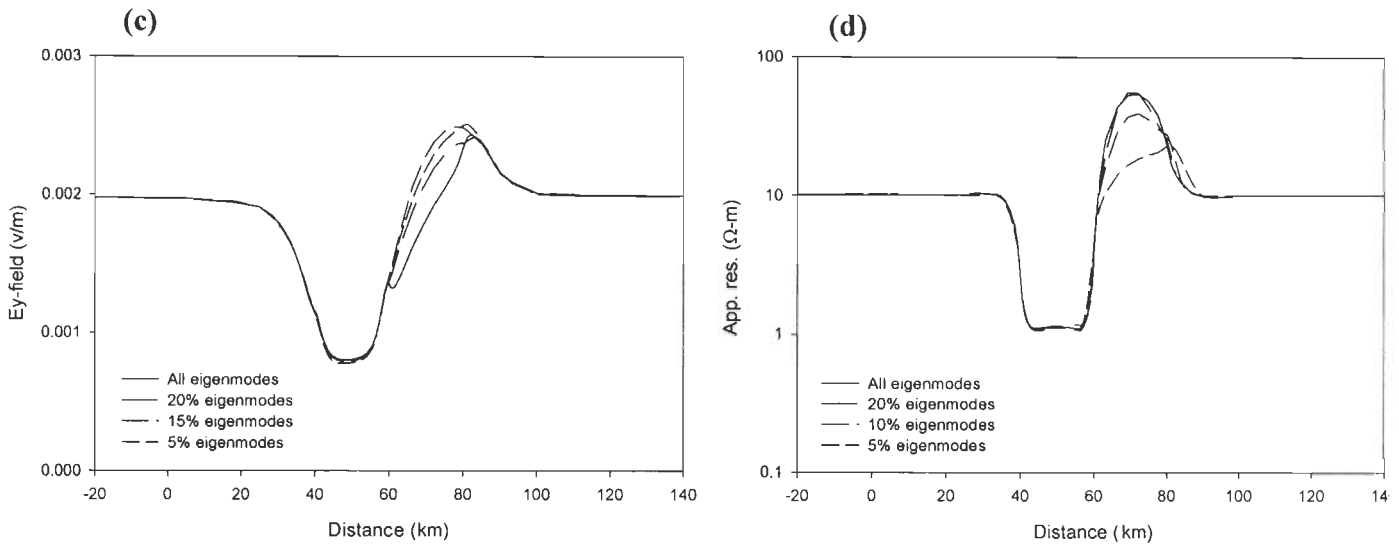 (c)
0.003
0.002
0.001
0.000
Ey-field (v/m)
All eigenmodes
20% eigenmodes
15% eigenmodes
5% eigenmodes
-20 0 20 40 60 80 100 120 140
Distance (km)
(d)
100
10
1
0.1
App. res. (Ω-m)
All eigenmodes
20% eigenmodes
10% eigenmodes
5% eigenmodes
-20 0 20 40 60 80 100 120 14
Distance (km)